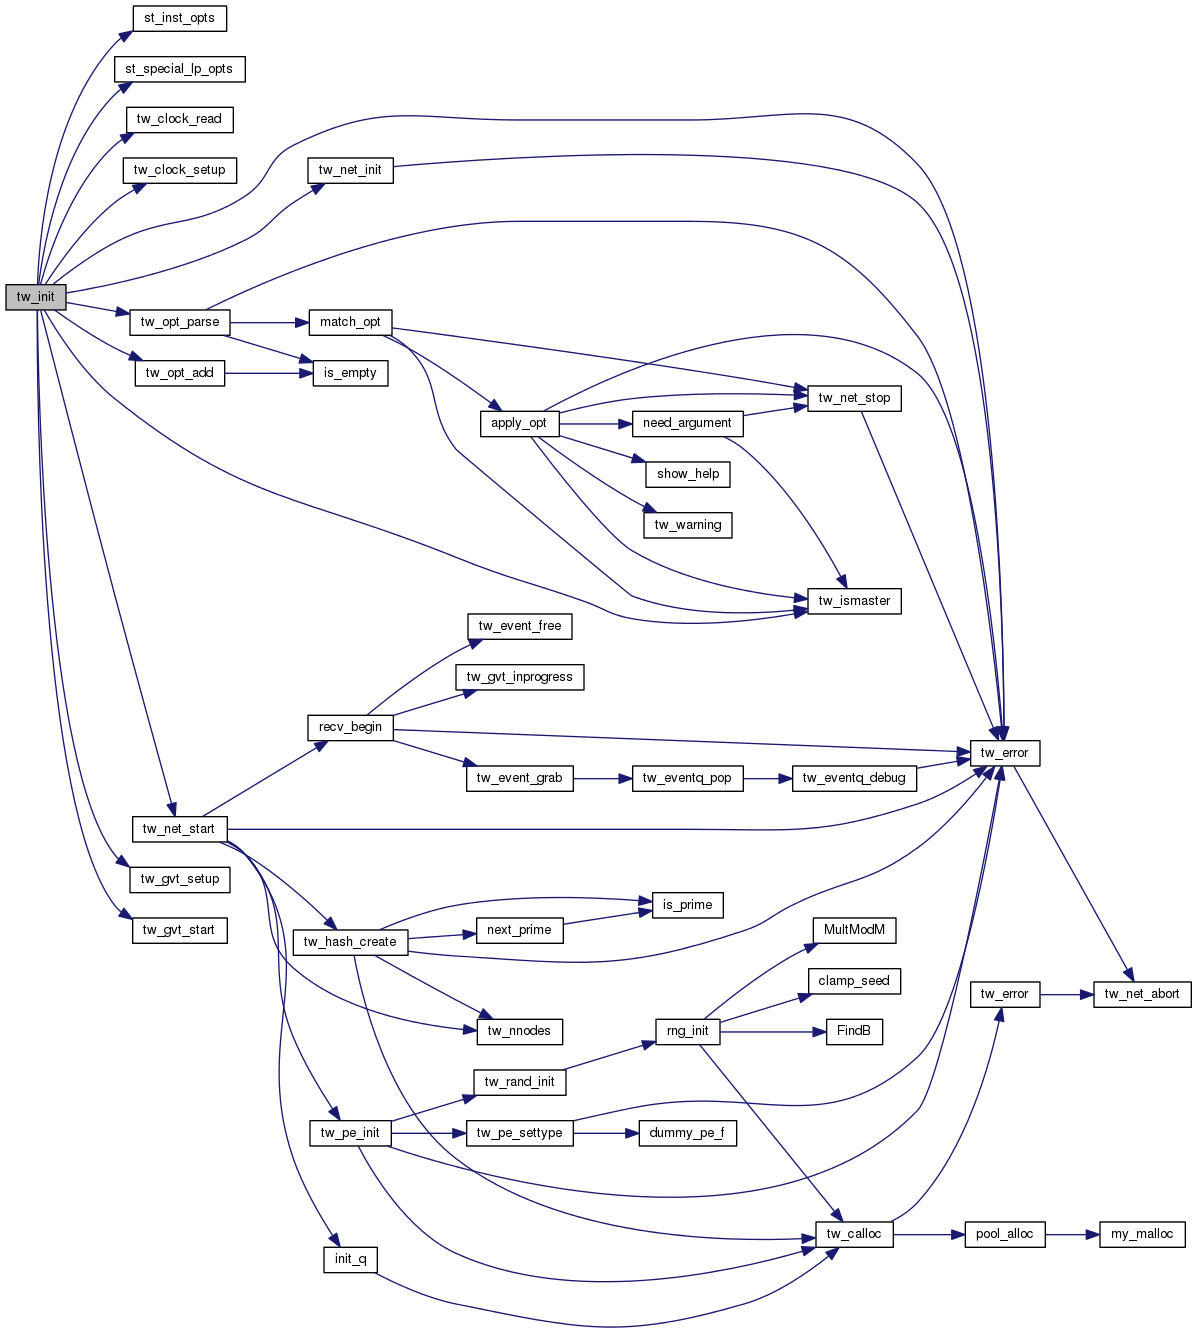 st_inst_opts
st_special_lp_opts
tw_clock_read
tw_clock_setup
tw_net_init
tw_init
tw_opt_parse
match_opt
tw_opt_add
is_empty
tw_net_stop
apply_opt
need_argument
show_help
tw_warning
tw_ismaster
tw_event_free
tw_gvt_inprogress
recv_begin
tw_error
tw_event_grab
tw_eventq_pop
tw_eventq_debug
tw_net_start
tw_gvt_setup
is_prime
tw_gvt_start
next_prime
MultModM
tw_hash_create
clamp_seed
tw_error
tw_net_abort
tw_nnodes
rng_init
FindB
tw_rand_init
tw_pe_init
tw_pe_settype
dummy_pe_f
tw_calloc
pool_alloc
my_malloc
init_q